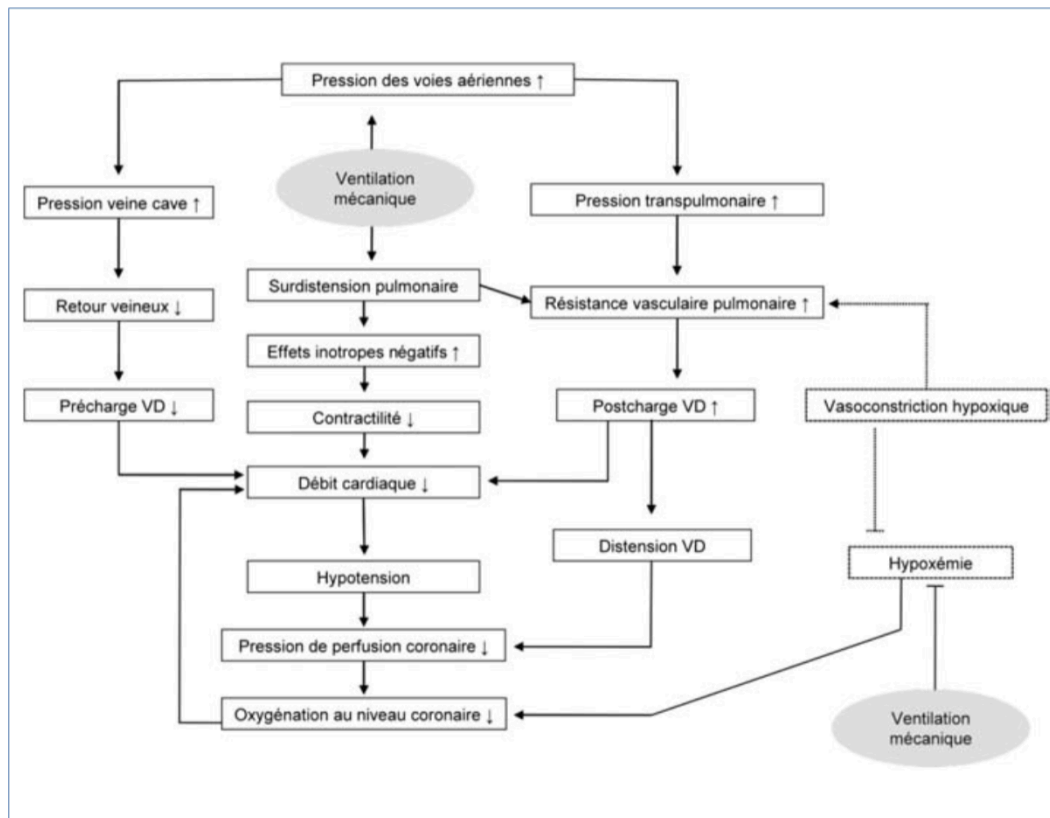 Pression des voies aériennes ↑
Ventilation
mécanique
Pression veine cave ↑
Pression transpulmonaire ↑
Surdistension pulmonaire
Retour veineux ↓
Résistance vasculaire pulmonaire ↑
Effets inotropes négatifs ↑
Précharge VD ↓
Contractilité ↓
Postcharge VD ↑
Vasoconstriction hypoxique
Débit cardiaque ↓
Distension VD
Hypoxémie
Hypotension
Pression de perfusion coronaire ↓
Oxygénation au niveau coronaire ↓
Ventilation
mécanique